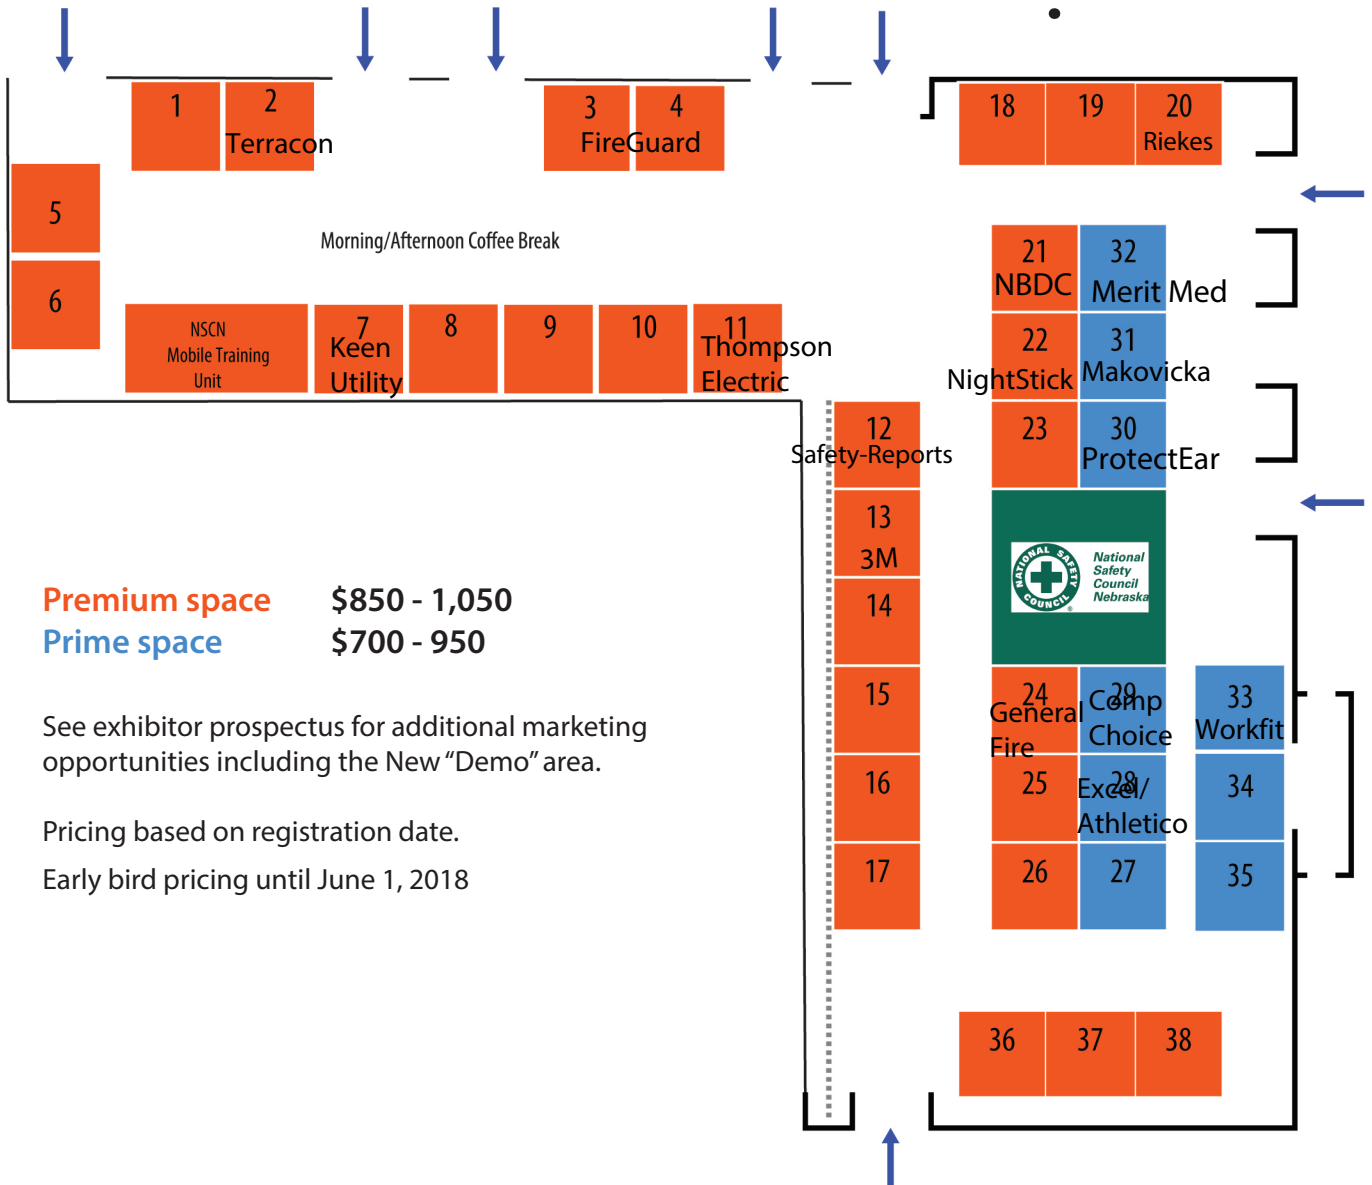 1
2
Terracon
3
4
FireGuard
18
19
20
Riekes
5
6
Morning/Afternoon Coffee Break
NSCN
Mobile Training
Unit
7
Keen
Utility
8
9
10
11
Thompson
Electric
21
NBDC
32
Merit Med
22
NightStick
31
Makovicka
23
30
ProtectEar
12
Safety-Reports
13
3M
14
15
16
17
NATIONAL SAFETY
COUNCIL
®
National
Safety
Council
Nebraska
24
General
Fire
29
Comp
Choice
33
Workfit
25
28
Excel/
Athletico
34
26
27
35
36
37
38
Premium space $850 - 1,050
Prime space $700 - 950
See exhibitor prospectus for additional marketing
opportunities including the New “Demo” area.
Pricing based on registration date.
Early bird pricing until June 1, 2018